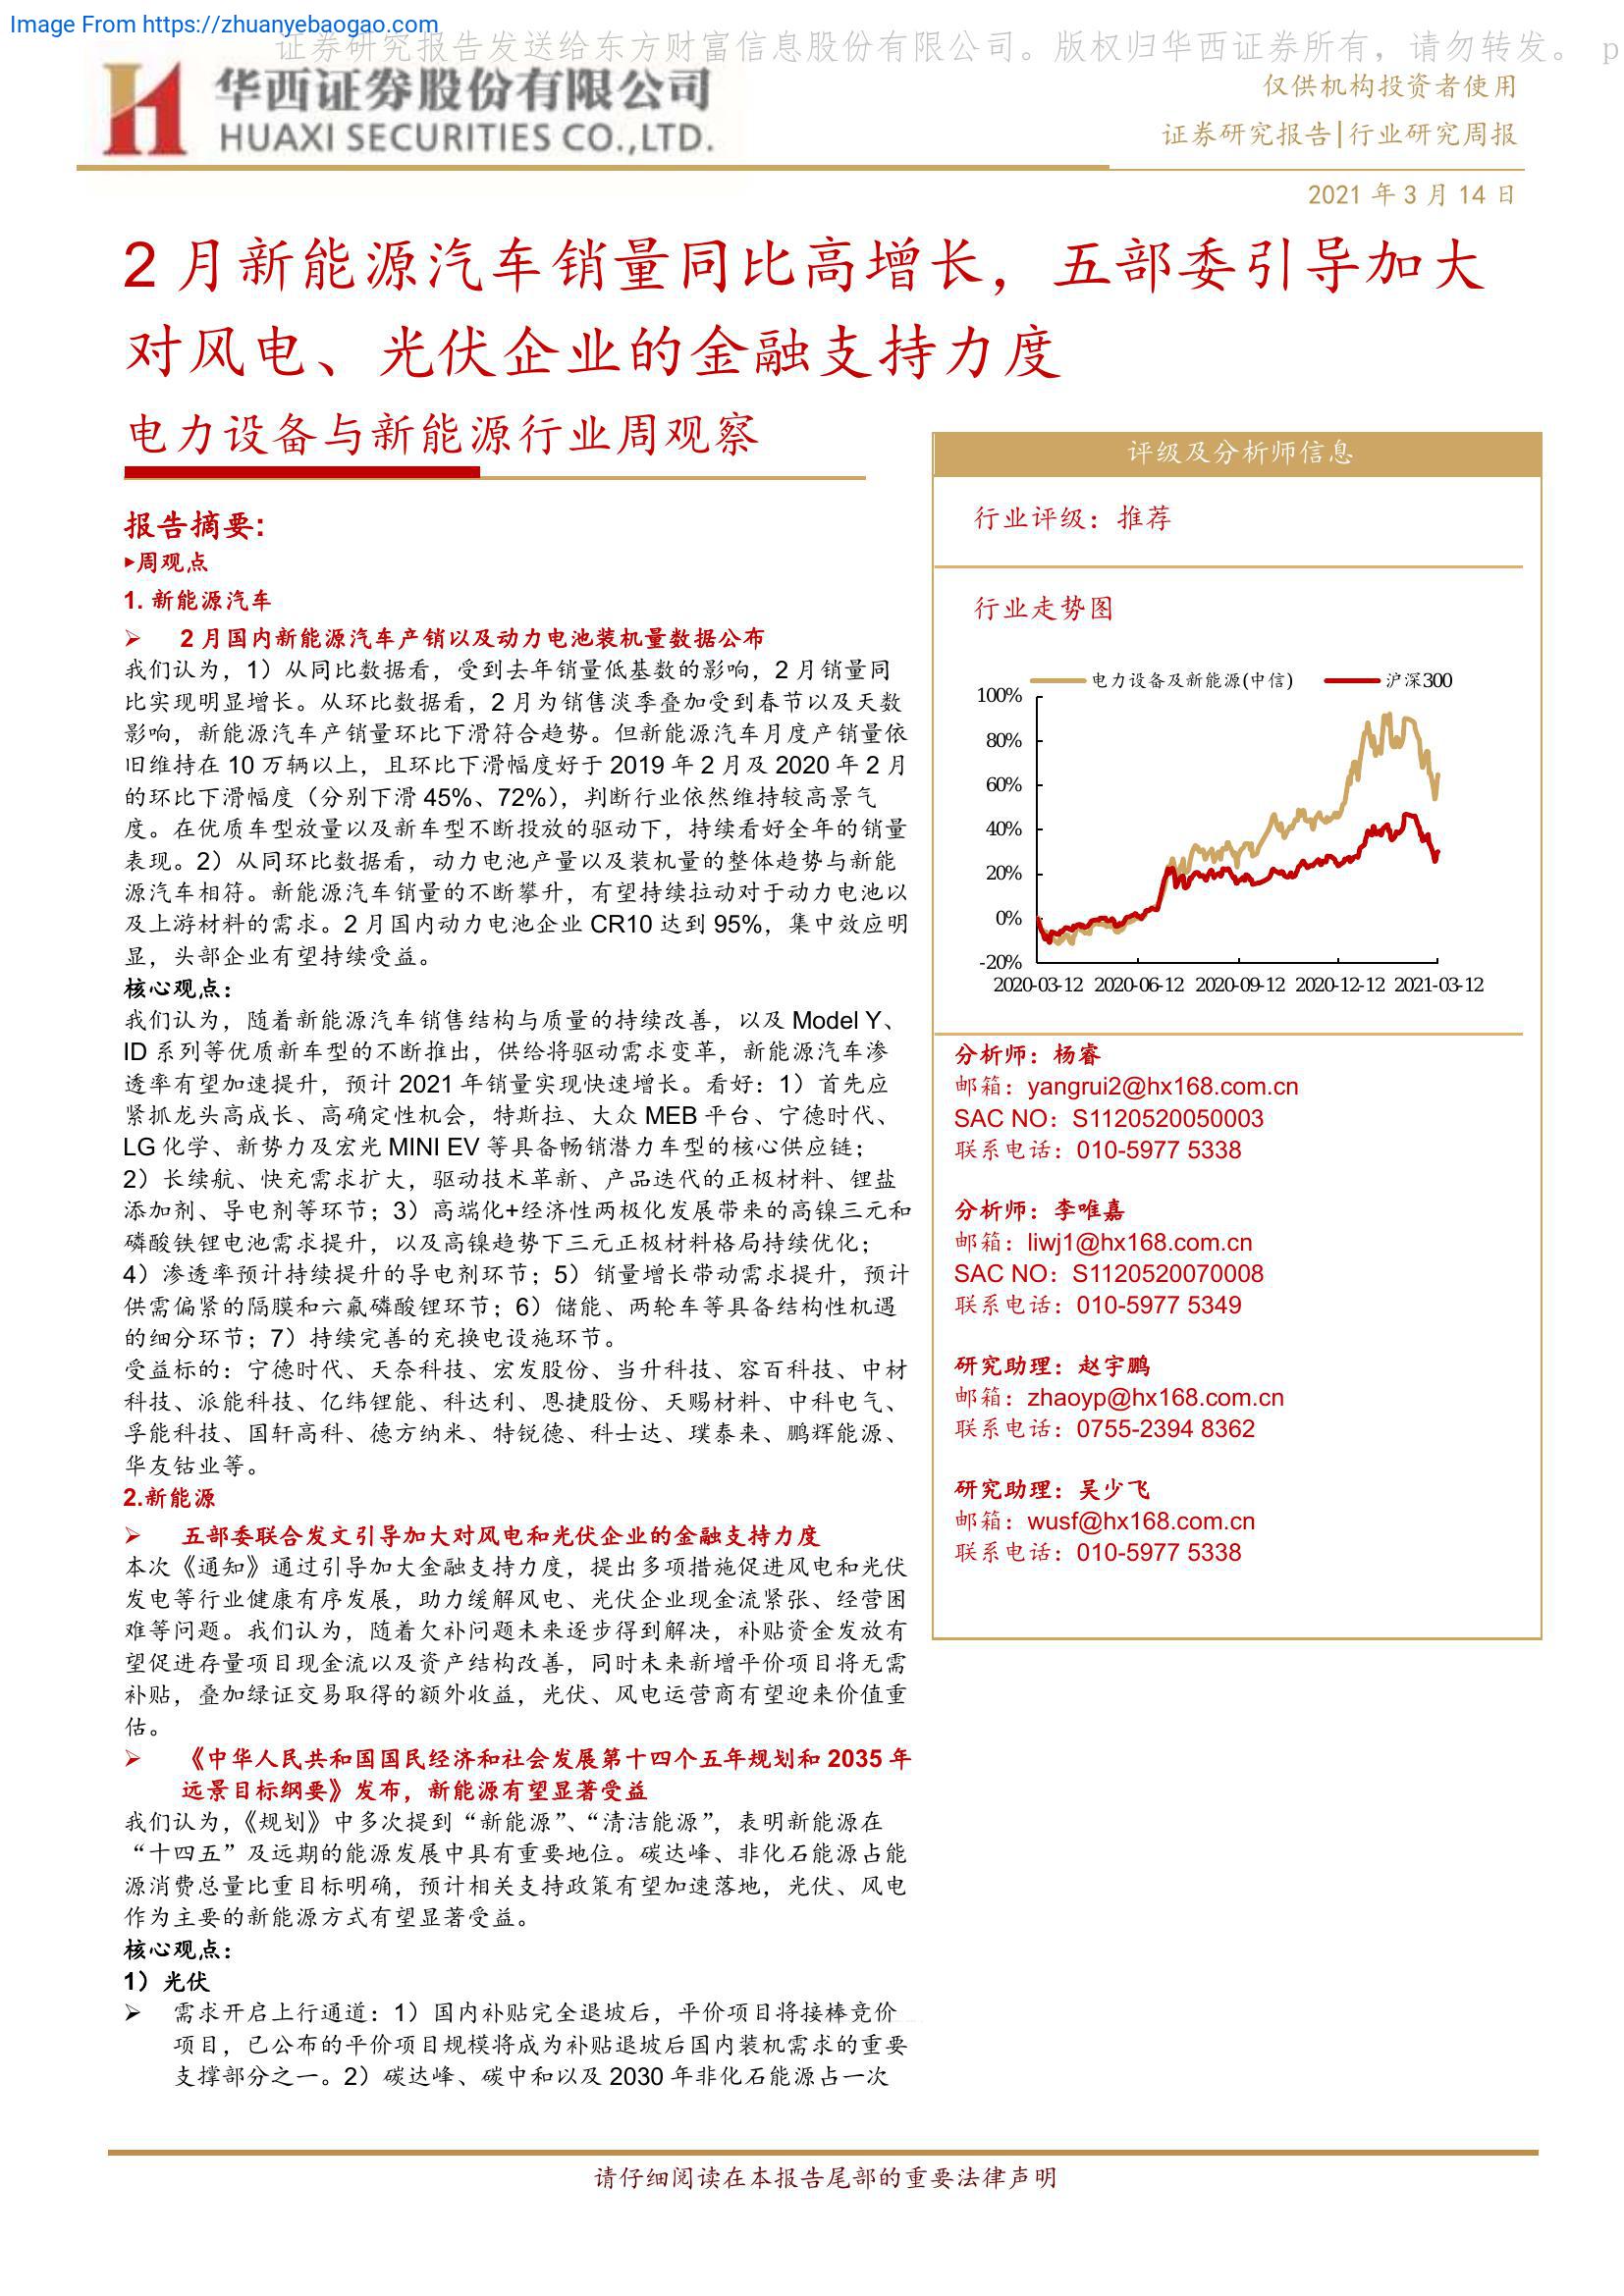 Image From https://zhuanyebaogao.com
证券研究报告发送给东方财富信息股份有限公司。版权归华西证券所有，请勿转发。 p
华西证券股份有限公司
HUAXI SECURITIES CO.,LTD.
仅供机构投资者使用
证券研究报告|行业研究周报
2021 年 3 月 14 日
2 月新能源汽车销量同比高增长，五部委引导加大
对风电、光伏企业的金融支持力度
电力设备与新能源行业周观察
报告摘要:
▸周观点
1. 新能源汽车
➢ 2 月国内新能源汽车产销以及动力电池装机量数据公布
我们认为，1）从同比数据看，受到去年销量低基数的影响，2 月销量同
比实现明显增长。从环比数据看，2 月为销售淡季叠加受到春节以及天数
影响，新能源汽车产销量环比下滑符合趋势。但新能源汽车月度产销量依
旧维持在 10 万辆以上，且环比下滑幅度好于 2019 年 2 月及 2020 年 2 月
的环比下滑幅度（分别下滑 45%、72%），判断行业依然维持较高景气
度。在优质车型放量以及新车型不断投放的驱动下，持续看好全年的销量
表现。2）从同环比数据看，动力电池产量以及装机量的整体趋势与新能
源汽车相符。新能源汽车销量的不断攀升，有望持续拉动对于动力电池以
及上游材料的需求。2 月国内动力电池企业 CR10 达到 95%，集中效应明
显，头部企业有望持续受益。
核心观点：
我们认为，随着新能源汽车销售结构与质量的持续改善，以及 Model Y、
ID 系列等优质新车型的不断推出，供给将驱动需求变革，新能源汽车渗
透率有望加速提升，预计 2021 年销量实现快速增长。看好：1）首先应
紧抓龙头高成长、高确定性机会，特斯拉、大众 MEB 平台、宁德时代、
LG 化学、新势力及宏光 MINI EV 等具备畅销潜力车型的核心供应链；
2）长续航、快充需求扩大，驱动技术革新、产品迭代的正极材料、锂盐
添加剂、导电剂等环节；3）高端化+经济性两极化发展带来的高镍三元和
磷酸铁锂电池需求提升，以及高镍趋势下三元正极材料格局持续优化；
4）渗透率预计持续提升的导电剂环节；5）销量增长带动需求提升，预计
供需偏紧的隔膜和六氟磷酸锂环节；6）储能、两轮车等具备结构性机遇
的细分环节；7）持续完善的充换电设施环节。
受益标的：宁德时代、天奈科技、宏发股份、当升科技、容百科技、中材
科技、派能科技、亿纬锂能、科达利、恩捷股份、天赐材料、中科电气、
孚能科技、国轩高科、德方纳米、特锐德、科士达、璞泰来、鹏辉能源、
华友钴业等。
2.新能源
➢ 五部委联合发文引导加大对风电和光伏企业的金融支持力度
本次《通知》通过引导加大金融支持力度，提出多项措施促进风电和光伏
发电等行业健康有序发展，助力缓解风电、光伏企业现金流紧张、经营困
难等问题。我们认为，随着欠补问题未来逐步得到解决，补贴资金发放有
望促进存量项目现金流以及资产结构改善，同时未来新增平价项目将无需
补贴，叠加绿证交易取得的额外收益，光伏、风电运营商有望迎来价值重
估。
➢ 《中华人民共和国国民经济和社会发展第十四个五年规划和 2035 年
远景目标纲要》发布，新能源有望显著受益
我们认为，《规划》中多次提到“新能源”、“清洁能源”，表明新能源在
“十四五”及远期的能源发展中具有重要地位。碳达峰、非化石能源占能
源消费总量比重目标明确，预计相关支持政策有望加速落地，光伏、风电
作为主要的新能源方式有望显著受益。
核心观点：
1）光伏
➢ 需求开启上行通道：1）国内补贴完全退坡后，平价项目将接棒竞价
项目，已公布的平价项目规模将成为补贴退坡后国内装机需求的重要
支撑部分之一。2）碳达峰、碳中和以及 2030 年非化石能源占一次
评级及分析师信息
行业评级：推荐
行业走势图
电力设备及新能源(中信) 沪深300
100%
80%
60%
40%
20%
0%
-20%
2020-03-12 2020-06-12 2020-09-12 2020-12-12 2021-03-12
分析师：杨睿
邮箱：yangrui2@hx168.com.cn
SAC NO：S1120520050003
联系电话：010-5977 5338
分析师：李唯嘉
邮箱：liwj1@hx168.com.cn
SAC NO：S1120520070008
联系电话：010-5977 5349
研究助理：赵宇鹏
邮箱：zhaoyp@hx168.com.cn
联系电话：0755-2394 8362
研究助理：吴少飞
邮箱：wusf@hx168.com.cn
联系电话：010-5977 5338
请仔细阅读在本报告尾部的重要法律声明